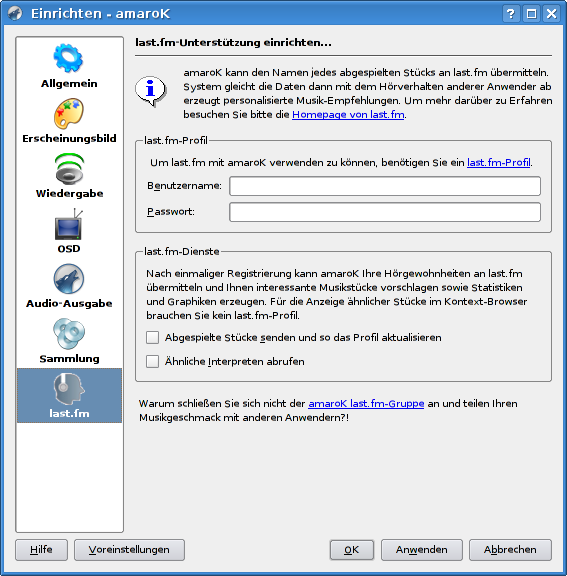 Einrichten - amaroK
Allgemein
Erscheinungsbild
Wiedergabe
OSD
Audio-Ausgabe
Sammlung
last.fm
last.fm-Unterstützung einrichten...
amaroK kann den Namen jedes abgespielten Stücks an last.fm übermitteln.
System gleicht die Daten dann mit dem Hörverhalten anderer Anwender ab
erzeugt personalisierte Musik-Empfehlungen. Um mehr darüber zu Erfahren
besuchen Sie bitte die Homepage von last.fm.
last.fm-Profil
Um last.fm mit amaroK verwenden zu können, benötigen Sie ein last.fm-Profil.
Benutzername:
Passwort:
last.fm-Dienste
Nach einmaliger Registrierung kann amaroK Ihre Hörgewohnheiten an last.fm
übermitteln und Ihnen interessante Musikstücke vorschlagen sowie Statistiken
und Graphiken erzeugen. Für die Anzeige ähnlicher Stücke im Kontext-Browser
brauchen Sie kein last.fm-Profil.
Abgespielte Stücke senden und so das Profil aktualisieren
Ähnliche Interpreten abrufen
Warum schließen Sie sich nicht der amaroK last.fm-Gruppe an und teilen Ihren
Musikgeschmack mit anderen Anwendern?!
Hilfe
Voreinstellungen
OK
Anwenden
Abbrechen